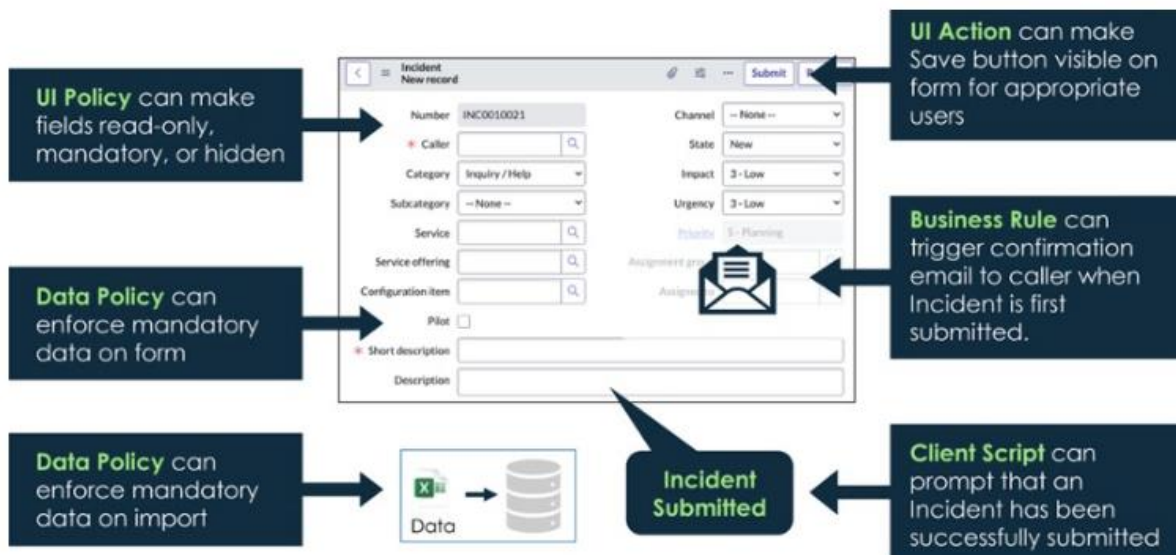 UI Policy can make
fields read-only,
mandatory, or hidden
Data Policy can
enforce mandatory
data on form
Data Policy can
enforce mandatory
data on import
Incident
New record
Submit
Number INC0010021
* Caller
Category Inquiry / Help
Subcategory -- None --
Service
Service offering
Configuration item
Pilot
* Short description
Description
Channel -- None --
State New
Impact 3 - Low
Urgency 3 - Low
Priority 5 - Planning
Data
Incident
Submitted
UI Action can make
Save button visible on
form for appropriate
users
Business Rule can
trigger confirmation
email to caller when
Incident is first
submitted.
Client Script can
prompt that an
Incident has been
successfully submitted